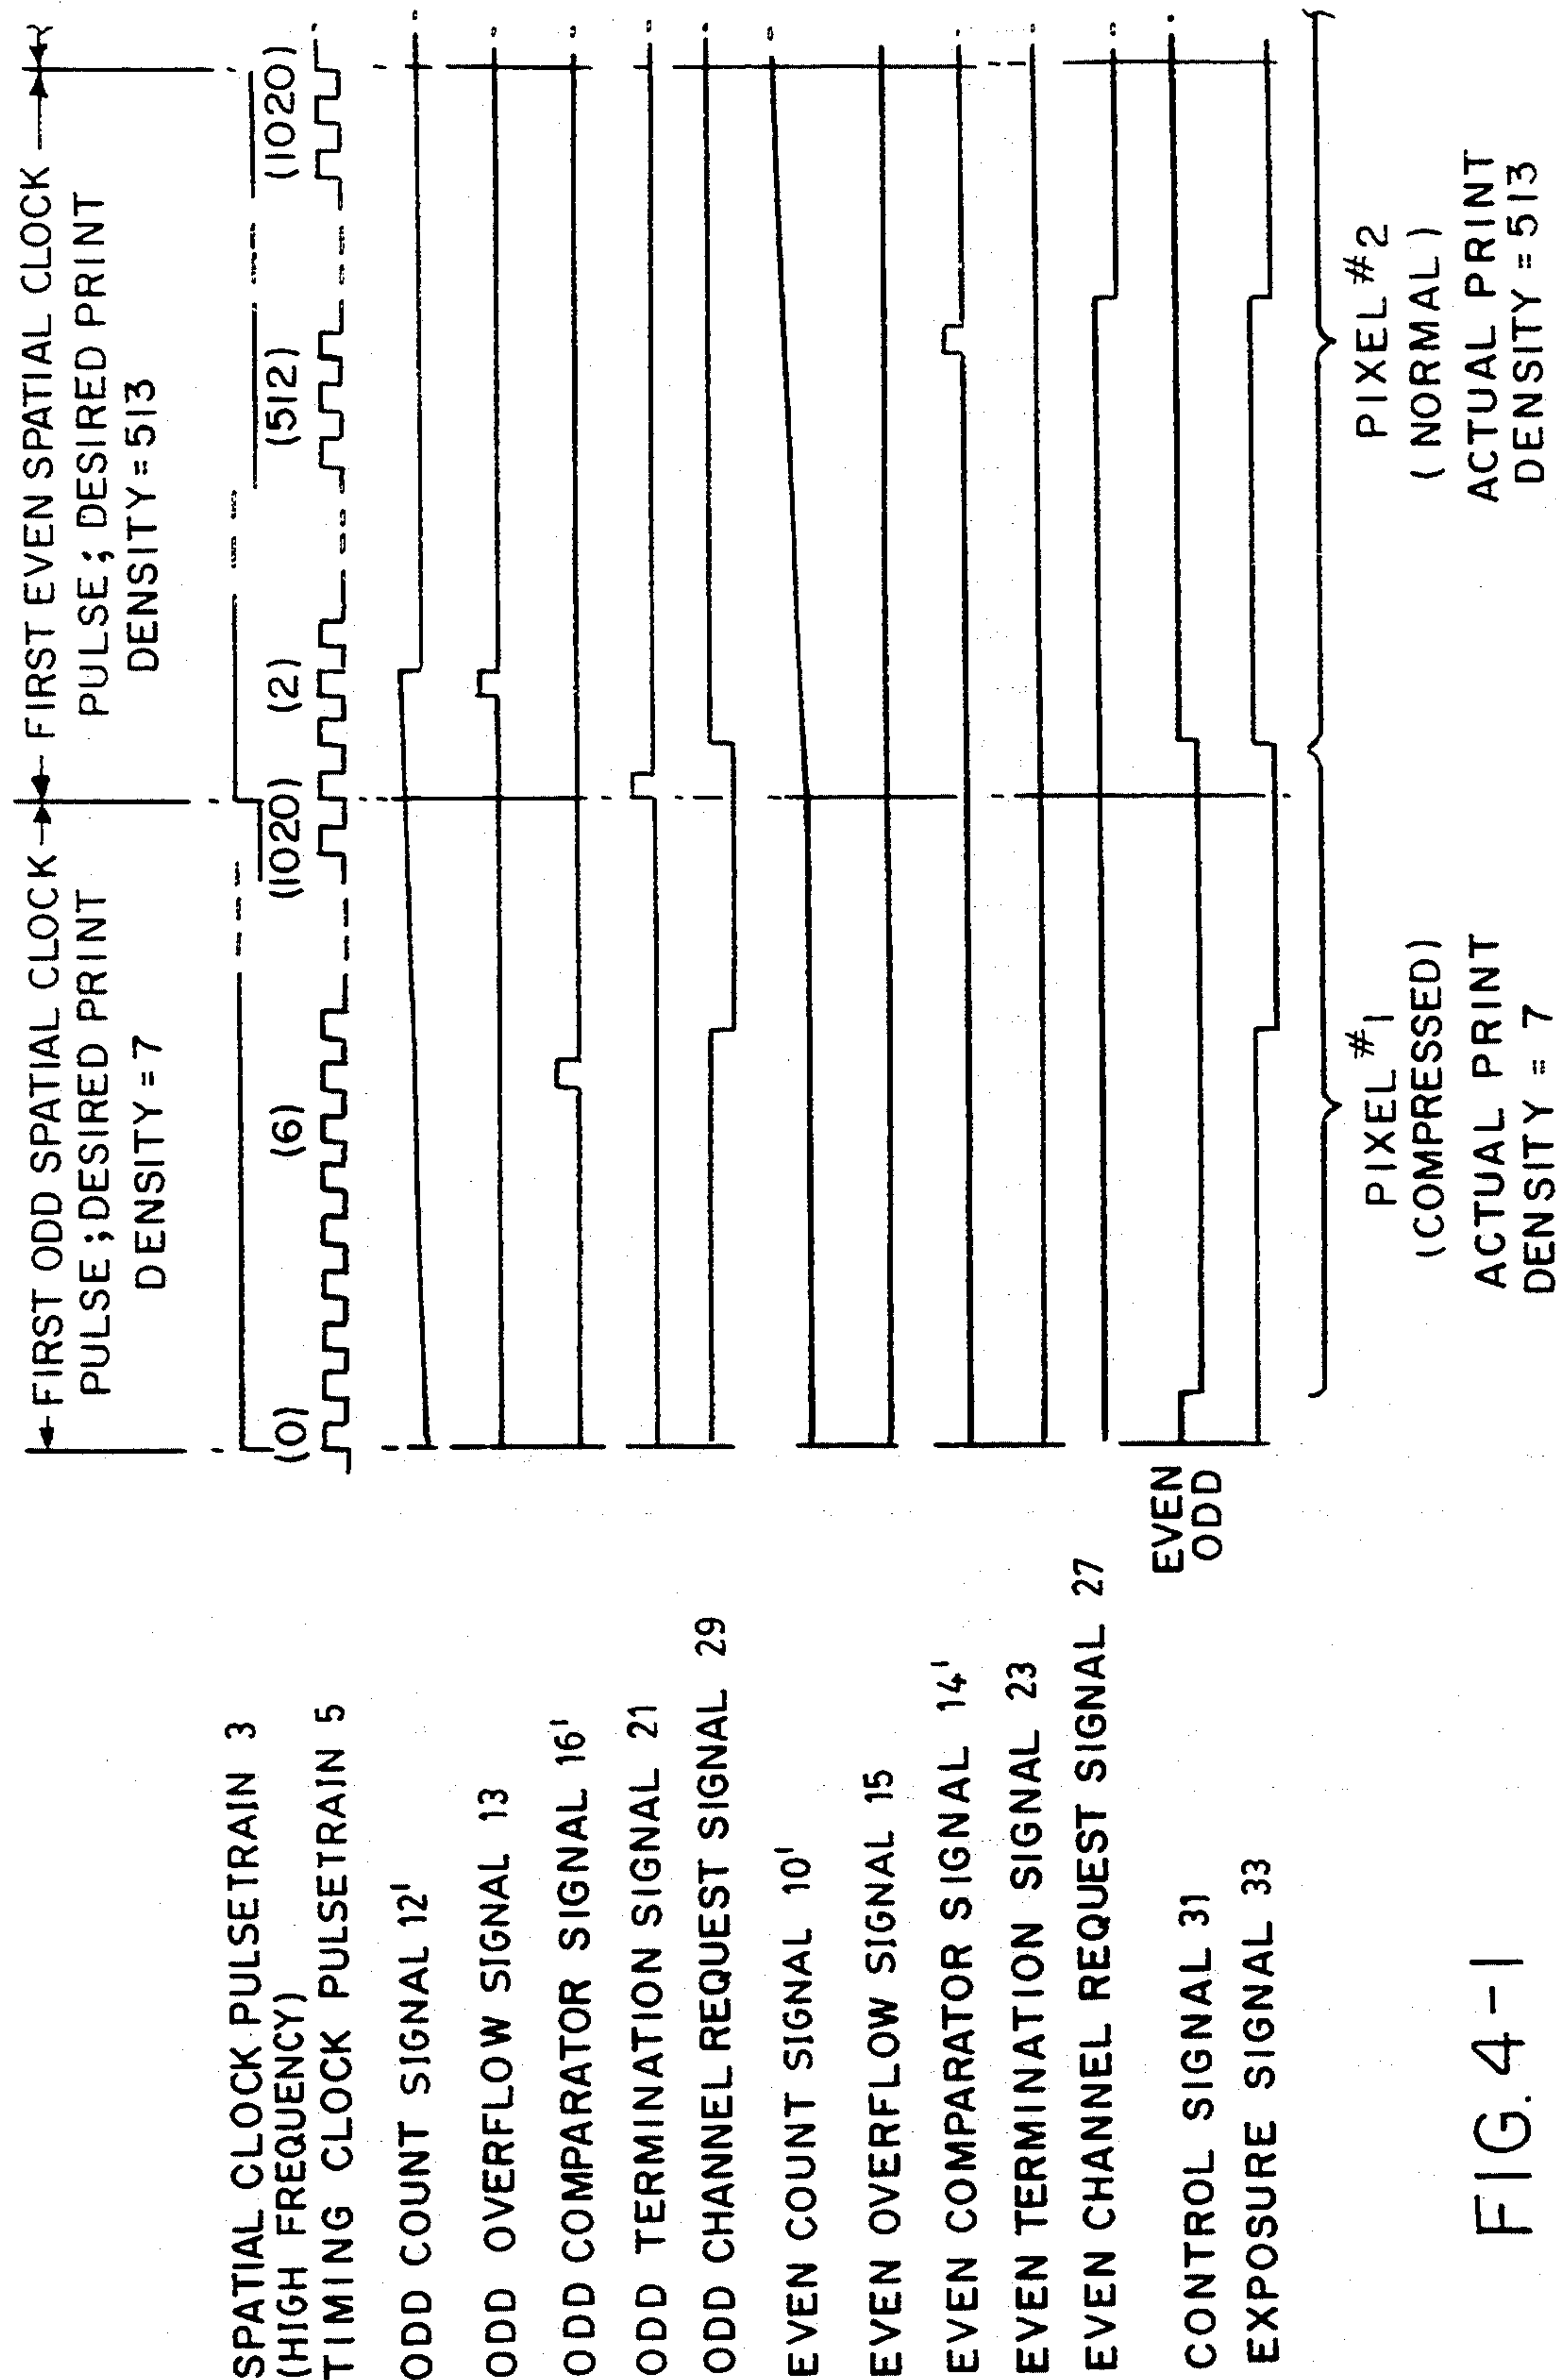 FIRST ODD SPATIAL CLOCK
PULSE; DESIRED PRINT
DENSITY = 7
FIRST EVEN SPATIAL CLOCK
PULSE; DESIRED PRINT
DENSITY = 513
SPATIAL CLOCK PULSETRAIN 3
(HIGH FREQUENCY)
TIMING CLOCK PULSETRAIN 5
(0)
(6)
(1020)
(2)
(512)
(1020)
ODD COUNT SIGNAL 12'
ODD OVERFLOW SIGNAL 13
ODD COMPARATOR SIGNAL 16'
ODD TERMINATION SIGNAL 21
ODD CHANNEL REQUEST SIGNAL 29
EVEN COUNT SIGNAL 10'
EVEN OVERFLOW SIGNAL 15
EVEN COMPARATOR SIGNAL 14'
EVEN TERMINATION SIGNAL 23
EVEN CHANNEL REQUEST SIGNAL 27
EVEN
ODD
CONTROL SIGNAL 31
EXPOSURE SIGNAL 33
PIXEL #1
(COMPRESSED)
ACTUAL PRINT
DENSITY = 7
PIXEL #2
(NORMAL)
ACTUAL PRINT
DENSITY = 513
FIG. 4-1